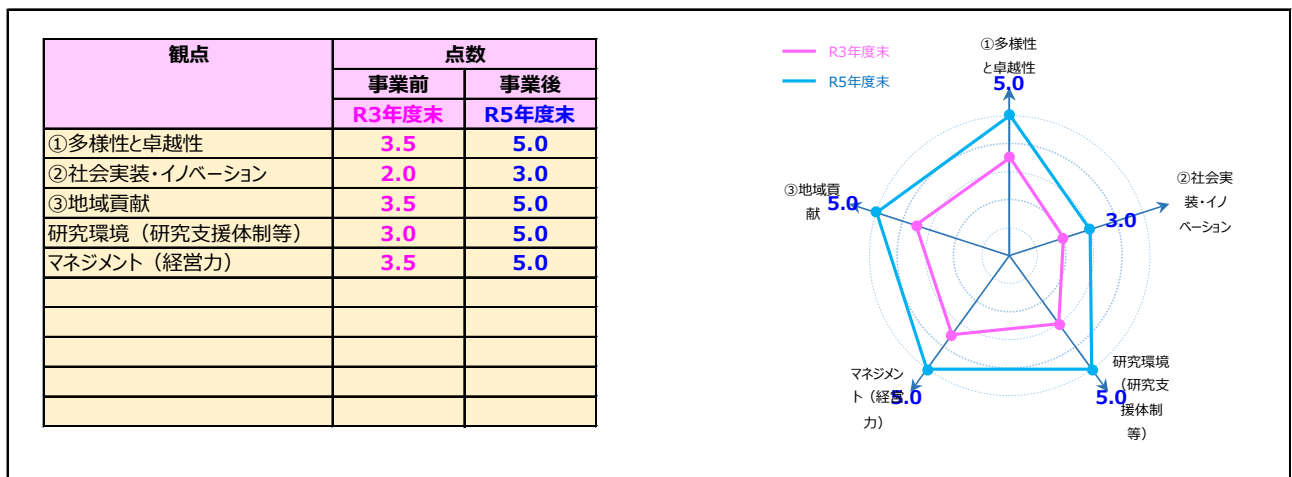 観点
点数
事業前 事業後
R3年度末 R5年度末
①多様性と卓越性 3.5 5.0
②社会実装・イノベーション 2.0 3.0
③地域貢献 3.5 5.0
研究環境（研究支援体制等） 3.0 5.0
マネジメント（経営力） 3.5 5.0
R3年度末
R5年度末
①多様性
と卓越性
5.0
②社会実
装・イノ
ベーション
3.0
研究環境
（研究支
援体制
等）
5.0
マネジメン
ト（経営
力）
5.0
③地域貢
献
5.0